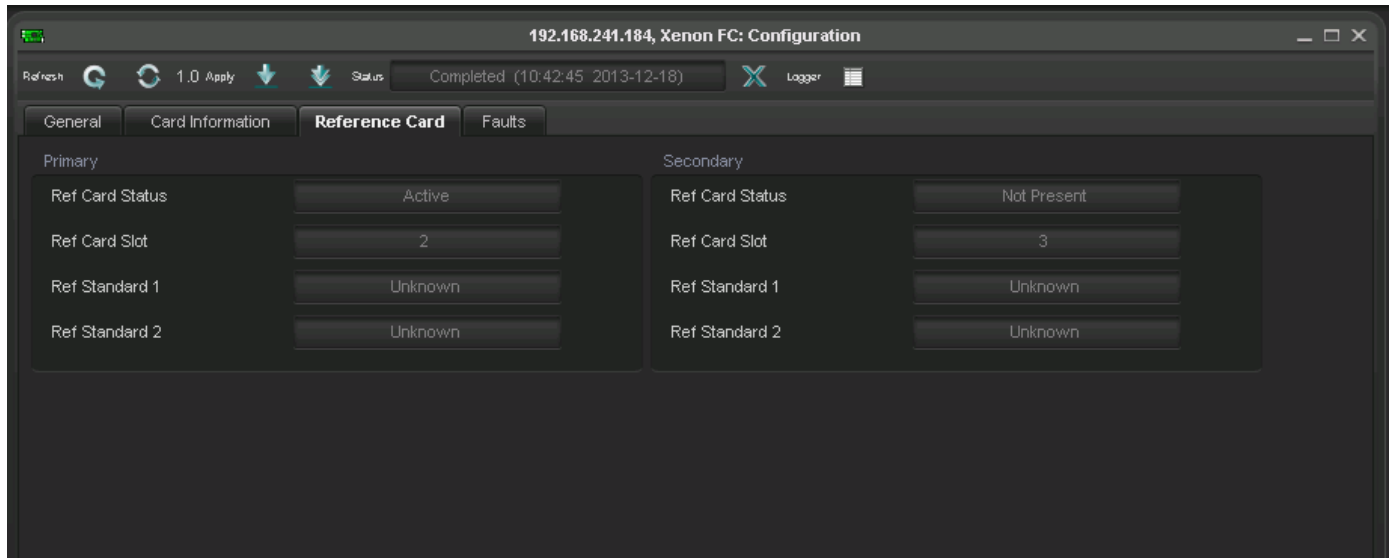 192.168.241.184, Xenon FC: Configuration
Refresh 1.0 Apply Status Completed (10:42:45 2013-12-18) Logger
General Card Information Reference Card Faults
Primary Secondary
Ref Card Status Active Ref Card Status Not Present
Ref Card Slot 2 Ref Card Slot 3
Ref Standard 1 Unknown Ref Standard 1 Unknown
Ref Standard 2 Unknown Ref Standard 2 Unknown